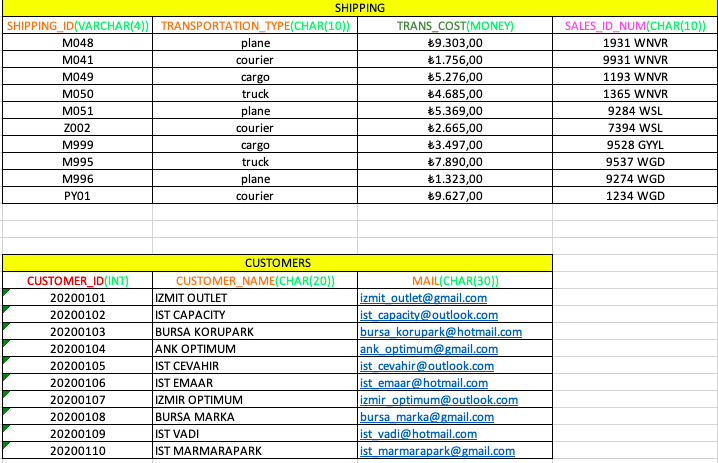 SHIPPING
SHIPPING_ID(VARCHAR(4)) TRANSPORTATION_TYPE(CHAR(10)) TRANS_COST(MONEY) SALES_ID_NUM(CHAR(10))
M048 plane ₺9.303,00 1931 WNVR
M041 courier ₺1.756,00 9931 WNVR
M049 cargo ₺5.276,00 1193 WNVR
M050 truck ₺4.685,00 1365 WNVR
M051 plane ₺5.369,00 9284 WSL
Z002 courier ₺2.665,00 7394 WSL
M999 cargo ₺3.497,00 9528 GYYL
M995 truck ₺7.890,00 9537 WGD
M996 plane ₺1.323,00 9274 WGD
PY01 courier ₺9.627,00 1234 WGD
CUSTOMERS
CUSTOMER_ID(INT) CUSTOMER_NAME(CHAR(20)) MAIL(CHAR(30))
20200101 IZMIT OUTLET izmit_outlet@gmail.com
20200102 IST CAPACITY ist_capacity@outlook.com
20200103 BURSA KORUPARK bursa_korupark@hotmail.com
20200104 ANK OPTIMUM ank_optimum@gmail.com
20200105 IST CEVAHIR ist_cevahir@outlook.com
20200106 IST EMAAR ist_emaar@hotmail.com
20200107 IZMIR OPTIMUM izmir_optimum@outlook.com
20200108 BURSA MARKA bursa_marka@gmail.com
20200109 IST VADI ist_vadi@hotmail.com
20200110 IST MARMARAPARK ist_marmarapark@gmail.com